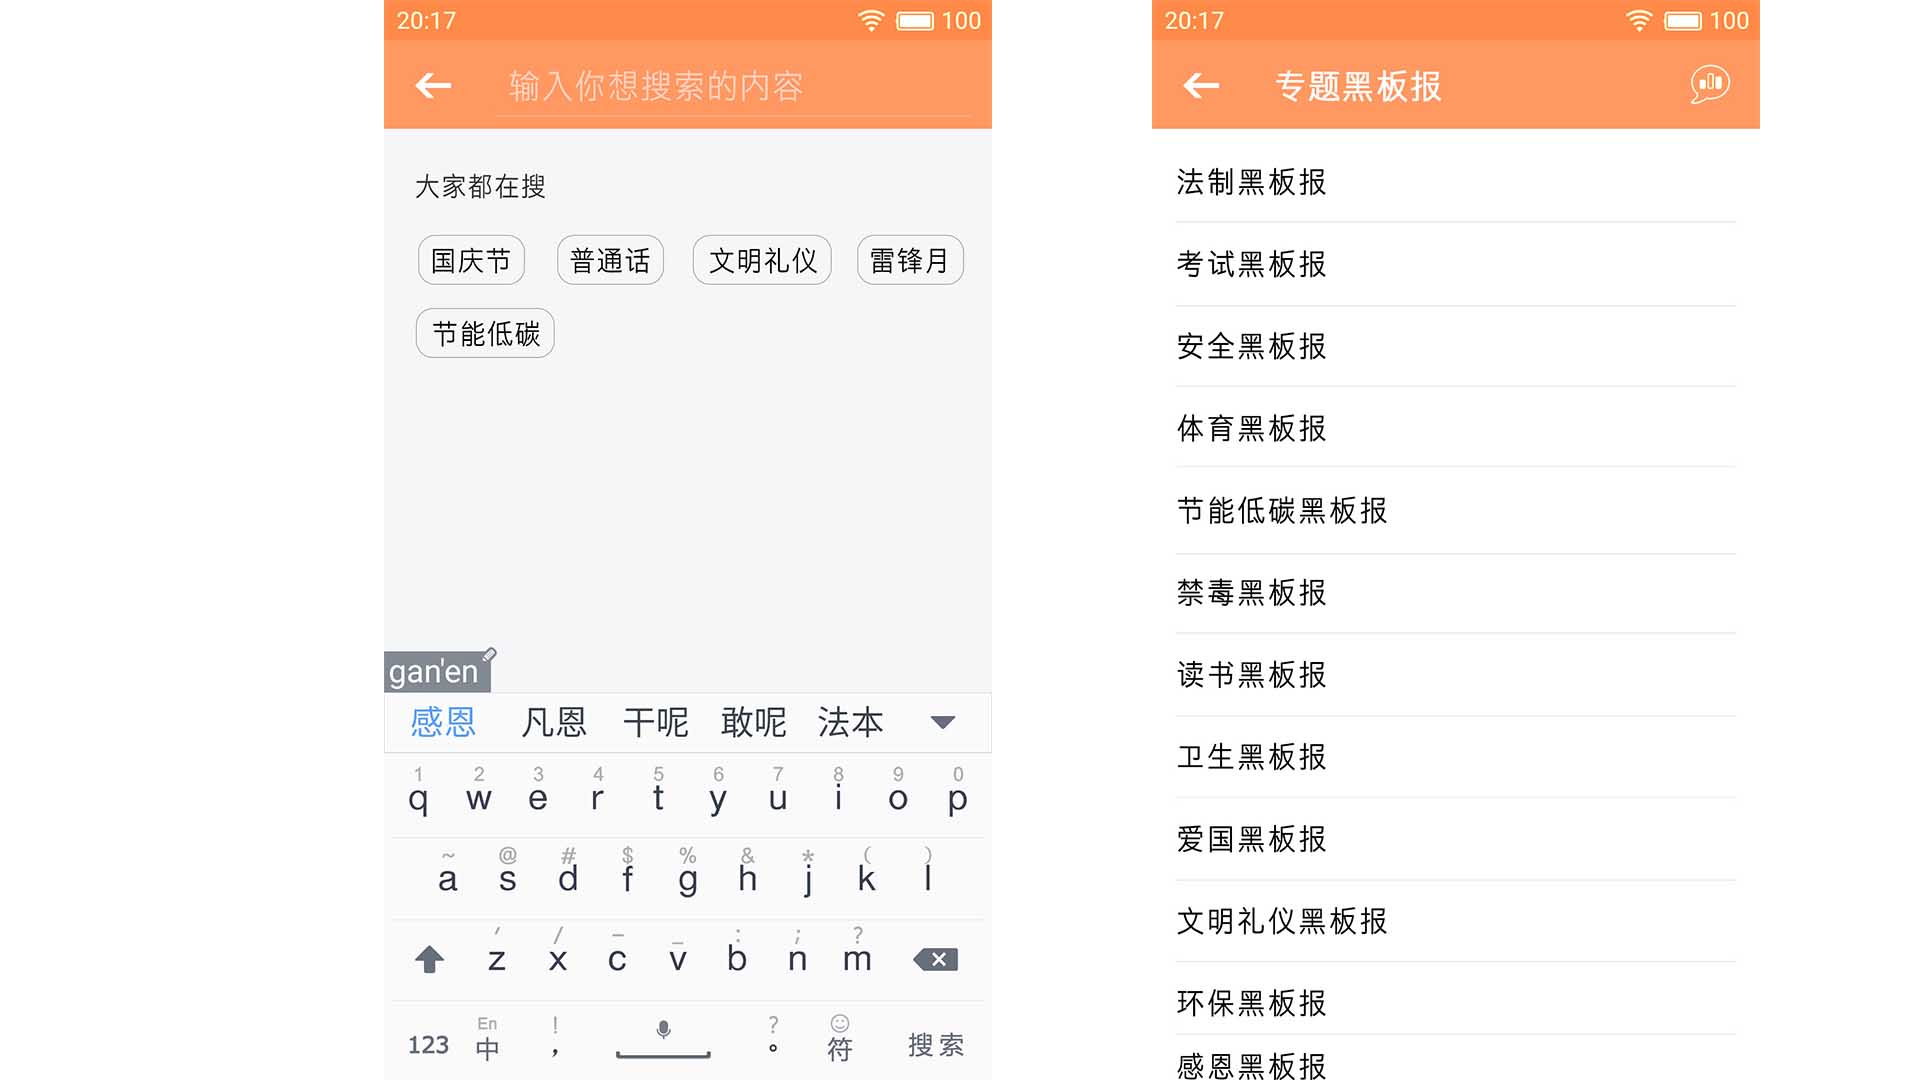 20:17 100
输入你想搜索的内容
大家都在搜
国庆节 普通话 文明礼仪 雷锋月
节能低碳
gan'en
感恩 凡恩 干呢 敢呢 法本
1 2 3 4 5 6 7 8 9 0
q w e r t y u i o p
~ @ # $ % & * ( )
a s d f g h j k l
' / – _ : ; ?
z x c v b n m
En ! ? 
123 中 , 。 符 搜索
20:17 100
专题黑板报
法制黑板报
考试黑板报
安全黑板报
体育黑板报
节能低碳黑板报
禁毒黑板报
读书黑板报
卫生黑板报
爱国黑板报
文明礼仪黑板报
环保黑板报
感恩黑板报